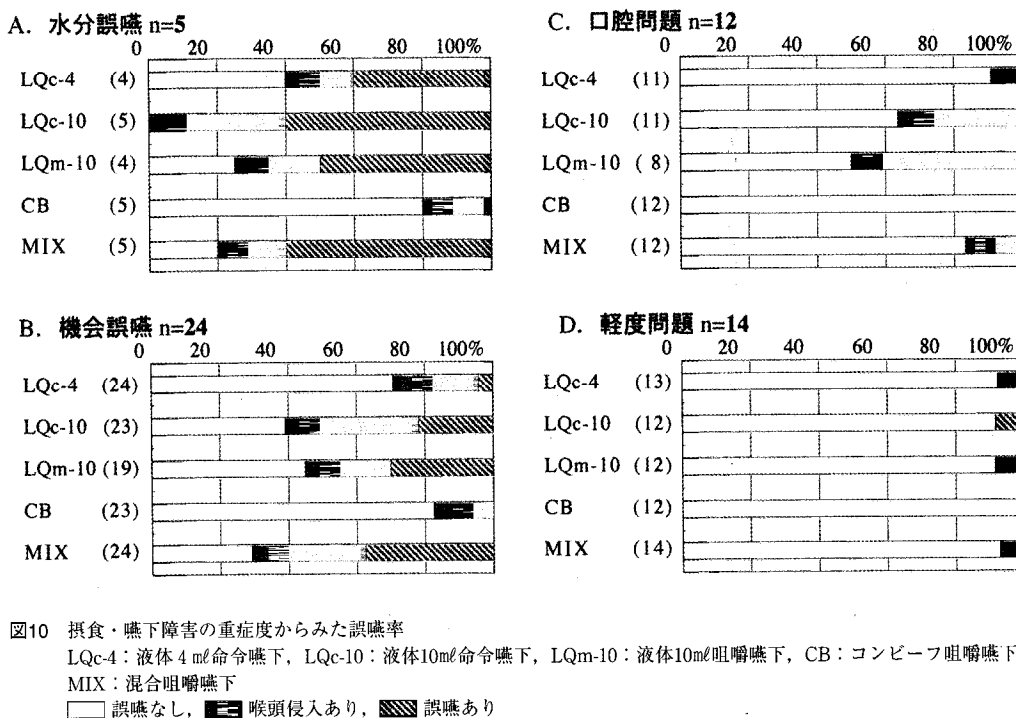 A. 水分誤嚥 n=5
0 20 40 60 80 100%
LQc-4 (4)
LQc-10 (5)
LQm-10 (4)
CB (5)
MIX (5)
C. 口腔問題 n=12
0 20 40 60 80 100%
LQc-4 (11)
LQc-10 (11)
LQm-10 ( 8)
CB (12)
MIX (12)
B. 機会誤嚥 n=24
0 20 40 60 80 100%
LQc-4 (24)
LQc-10 (23)
LQm-10 (19)
CB (23)
MIX (24)
D. 軽度問題 n=14
0 20 40 60 80 100%
LQc-4 (13)
LQc-10 (12)
LQm-10 (12)
CB (12)
MIX (14)
図10 摂食・嚥下障害の重症度からみた誤嚥率
LQc-4：液体4㎖命令嚥下，LQc-10：液体10㎖命令嚥下，LQm-10：液体10㎖咀嚼嚥下，CB：コンビーフ咀嚼嚥下
MIX：混合咀嚼嚥下
誤嚥なし， 喉頭侵入あり， 誤嚥あり